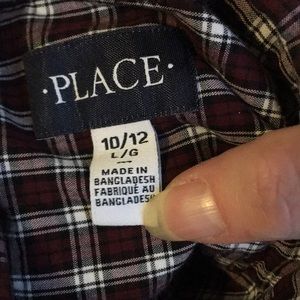 ·PLACE·
10/12
L/G
MADE IN
BANGLADESH
FABRIQUÉ AU
BANGLADESH